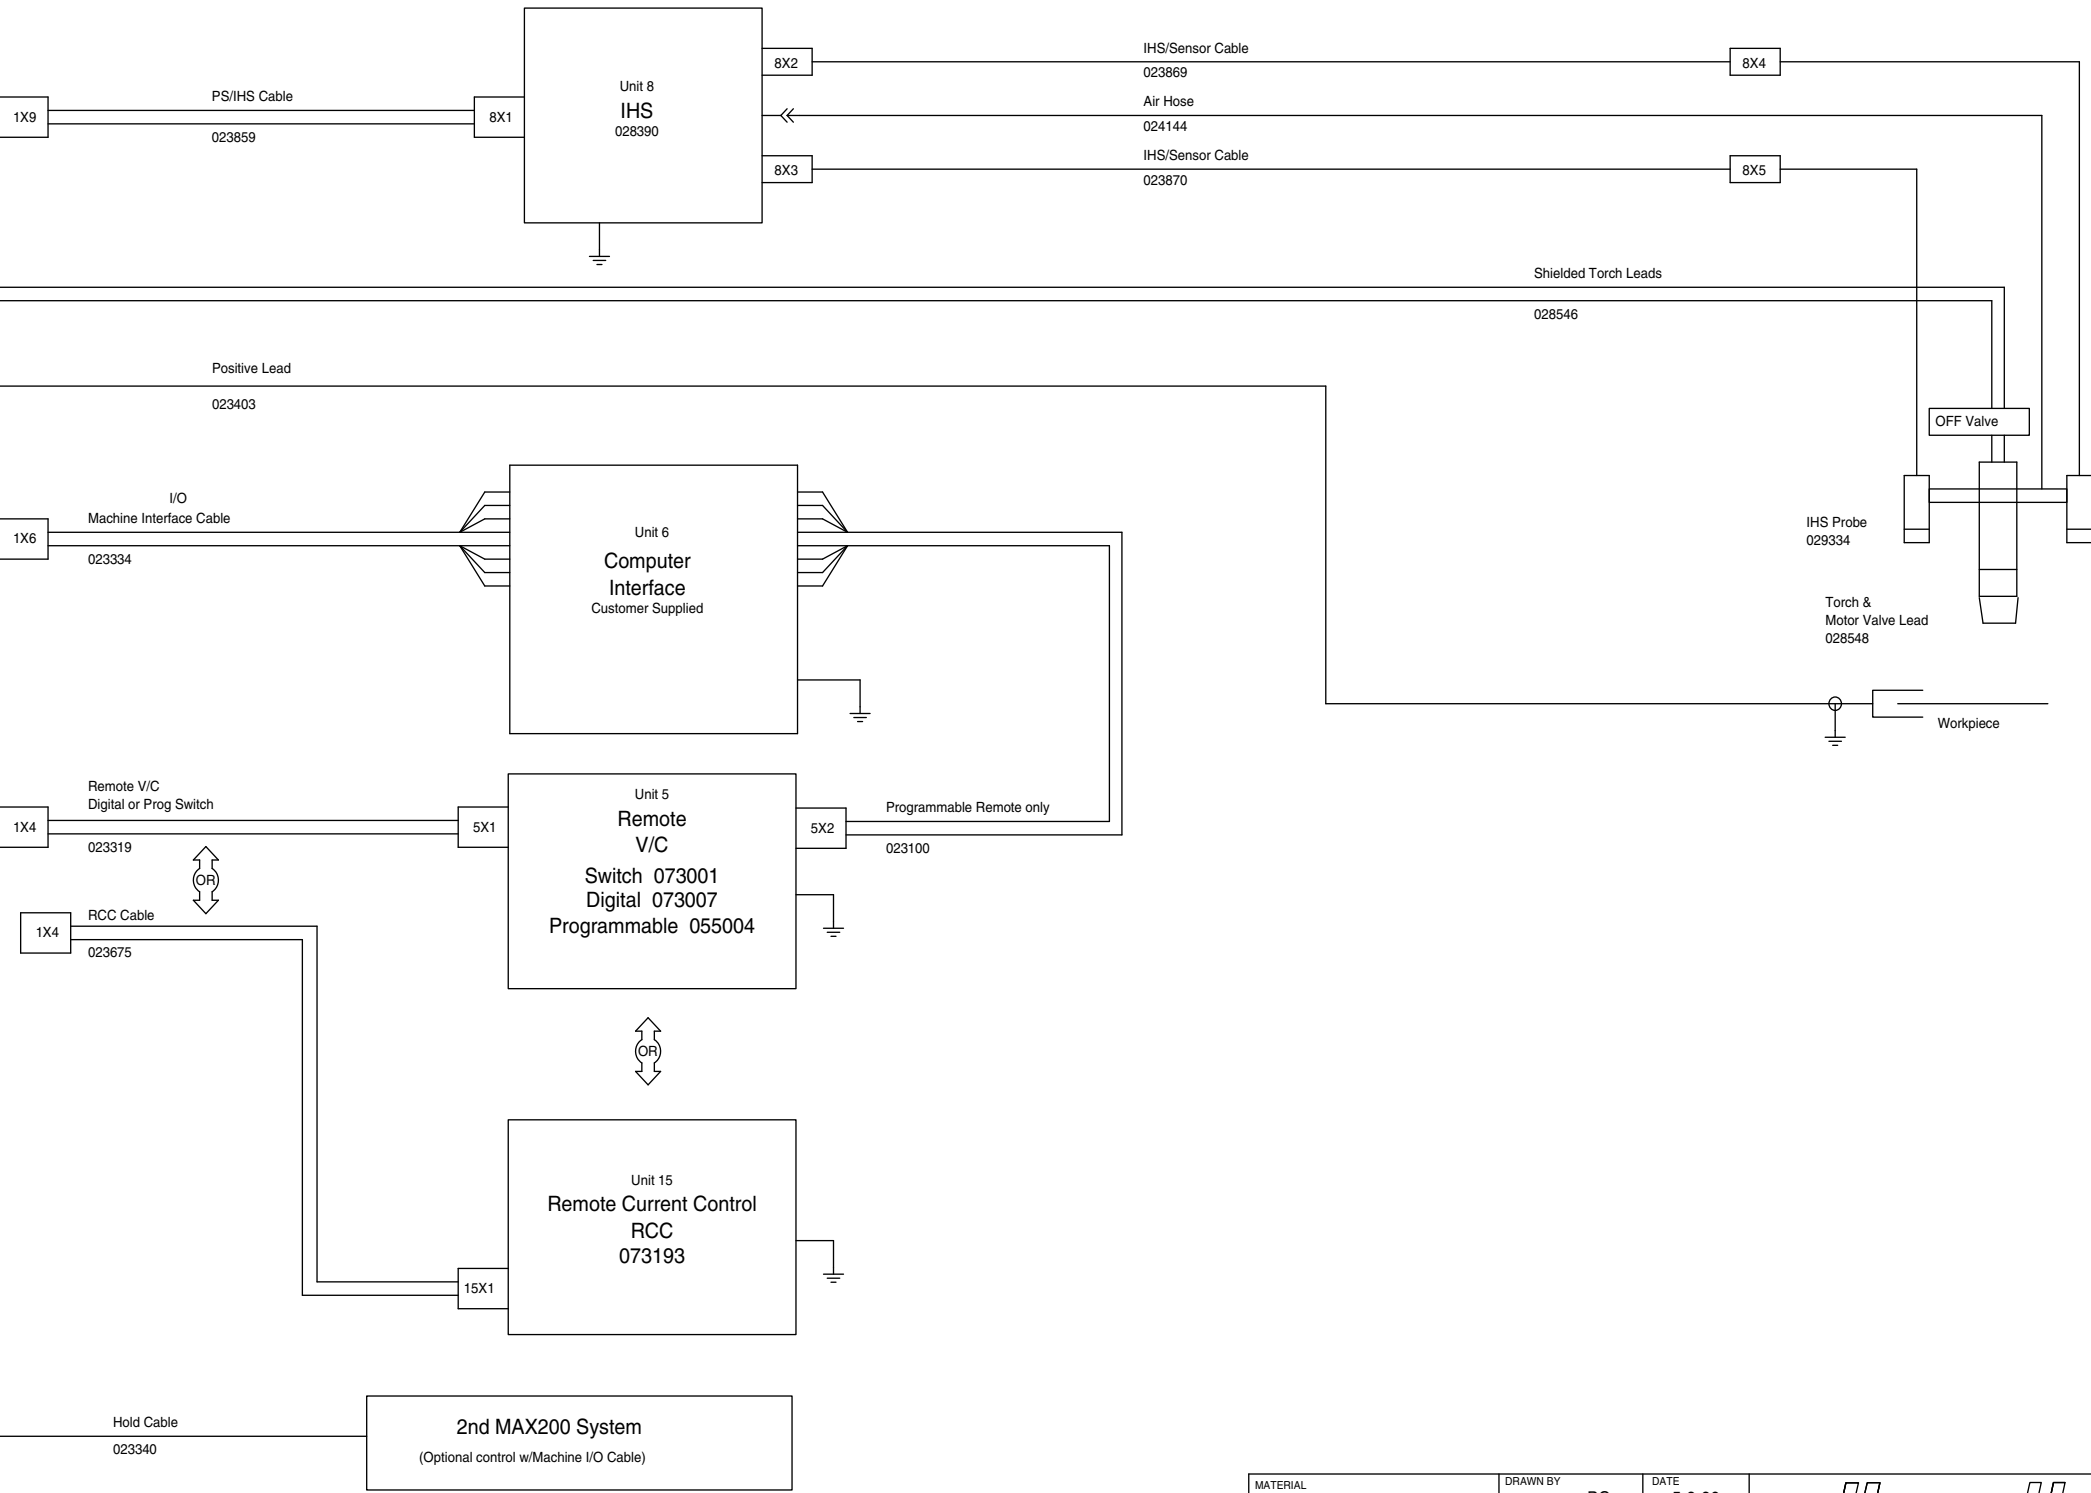 8X2
IHS/Sensor Cable
023869
8X4
Unit 8
IHS
028390
PS/IHS Cable
1X9
8X1
023859
Air Hose
024144
IHS/Sensor Cable
8X3
023870
8X5
Shielded Torch Leads
028546
Positive Lead
023403
OFF Valve
I/O
Machine Interface Cable
1X6
023334
Unit 6
Computer
Interface
Customer Supplied
IHS Probe
029334
Torch &
Motor Valve Lead
028548
Workpiece
Remote V/C
Digital or Prog Switch
1X4
5X1
023319
OR
Unit 5
Remote
V/C
Switch 073001
Digital 073007
Programmable 055004
5X2
Programmable Remote only
023100
RCC Cable
1X4
023675
OR
Unit 15
Remote Current Control
RCC
073193
15X1
Hold Cable
023340
2nd MAX200 System
(Optional control w/Machine I/O Cable)
MATERIAL
DRAWN BY
DATE